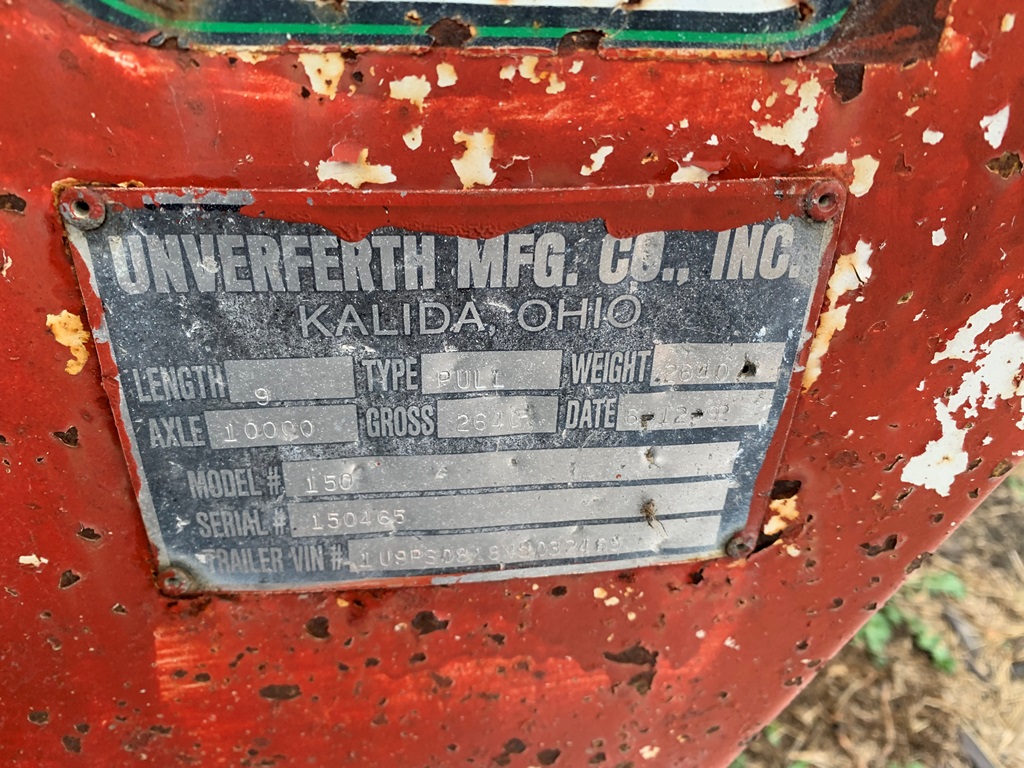 UNVERFERTH MFG. CO., INC.
KALIDA, OHIO
LENGTH 9 TYPE PULL WEIGHT 2640
AXLE 10000 GROSS DATE
MODEL # 150
SERIAL # 150465
TRAILER VIN #